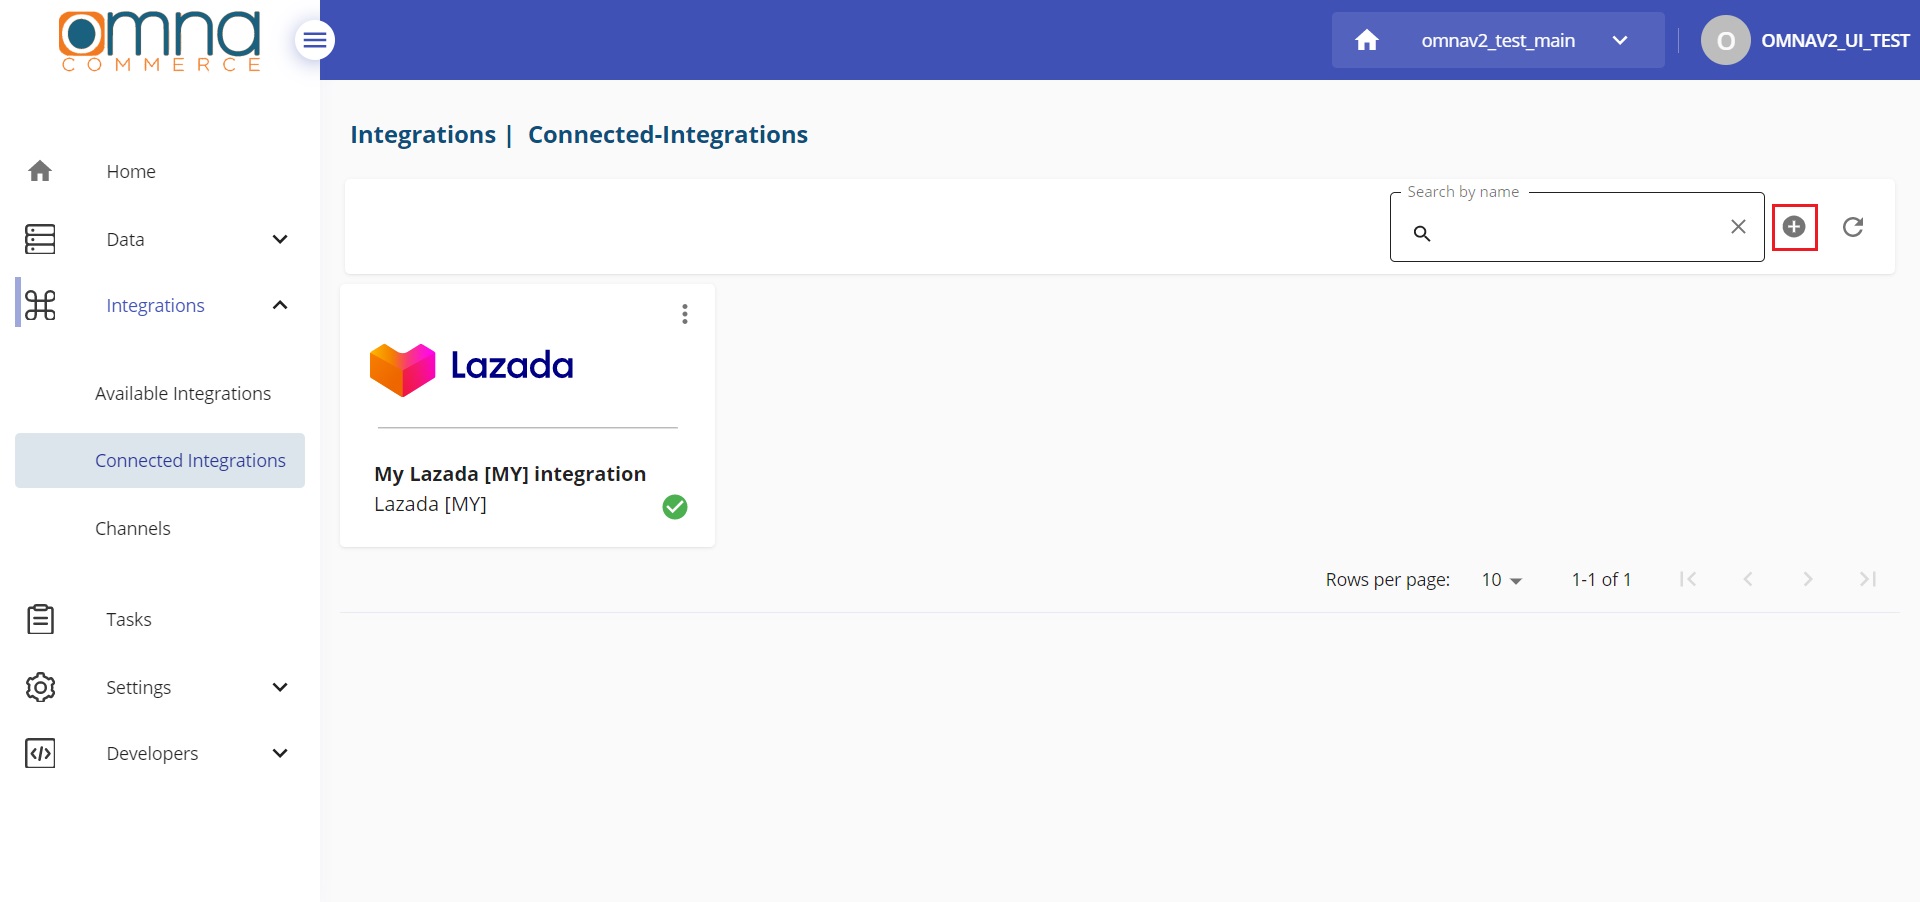 omna
COMMERCE
omnav2_test_main
O
OMNAV2_UI_TEST
Integrations | Connected-Integrations
Home
Data
Integrations
Available Integrations
Connected Integrations
Channels
Tasks
Settings
Developers
Search by name
Lazada
My Lazada [MY] integration
Lazada [MY]
Rows per page: 10 1-1 of 1